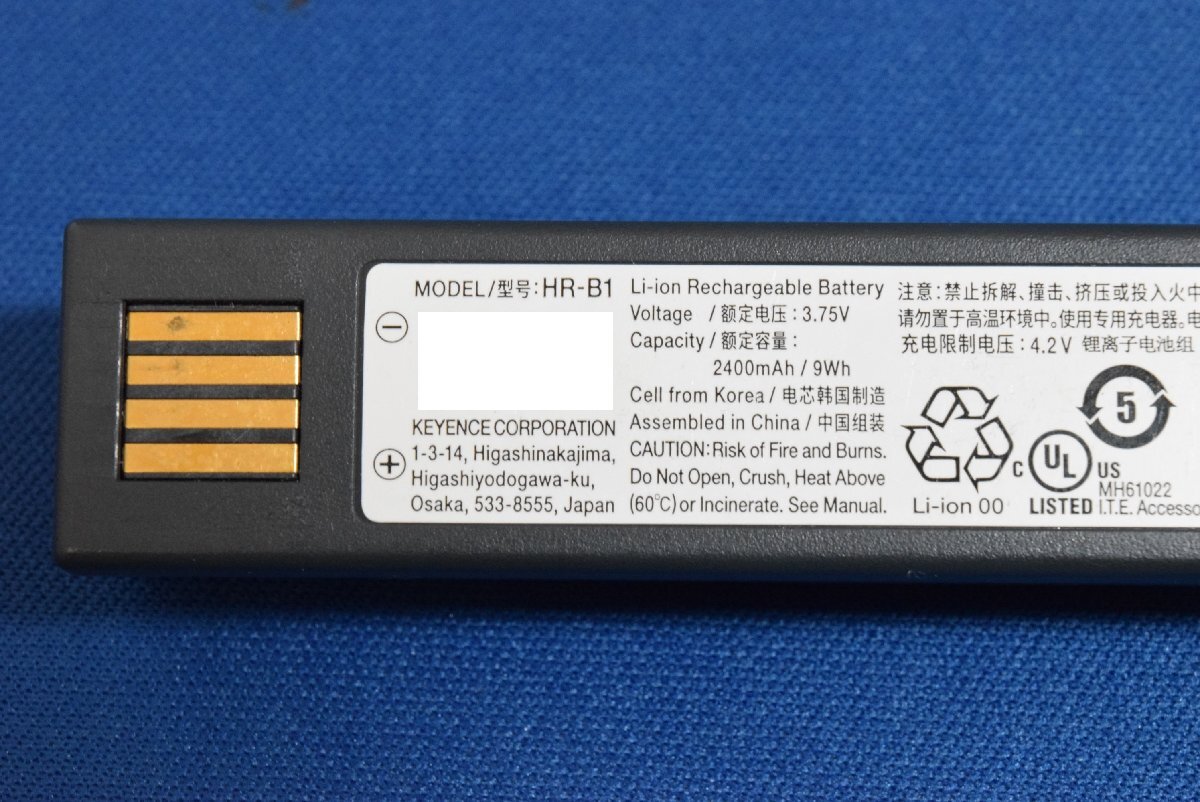 MODEL/型号: HR-B1
KEYENCE CORPORATION
1-3-14, Higashinakajima,
Higashiyodogawa-ku,
Osaka, 533-8555, Japan
Li-ion Rechargeable Battery
Voltage /额定电压: 3.75V
Capacity / 额定容量:
2400mAh / 9Wh
Cell from Korea / 电芯韩国制造
Assembled in China / 中国组装
CAUTION: Risk of Fire and Burns.
Do Not Open, Crush, Heat Above
(60°C) or Incinerate. See Manual.
注意: 禁止拆解、撞击、挤压或投入火中
请勿置于高温环境中。使用专用充电器。电
充电限制电压: 4.2V 锂离子电池组
5
C UL US
MH61022
Li-ion 00
LISTED I.T.E. Accesso